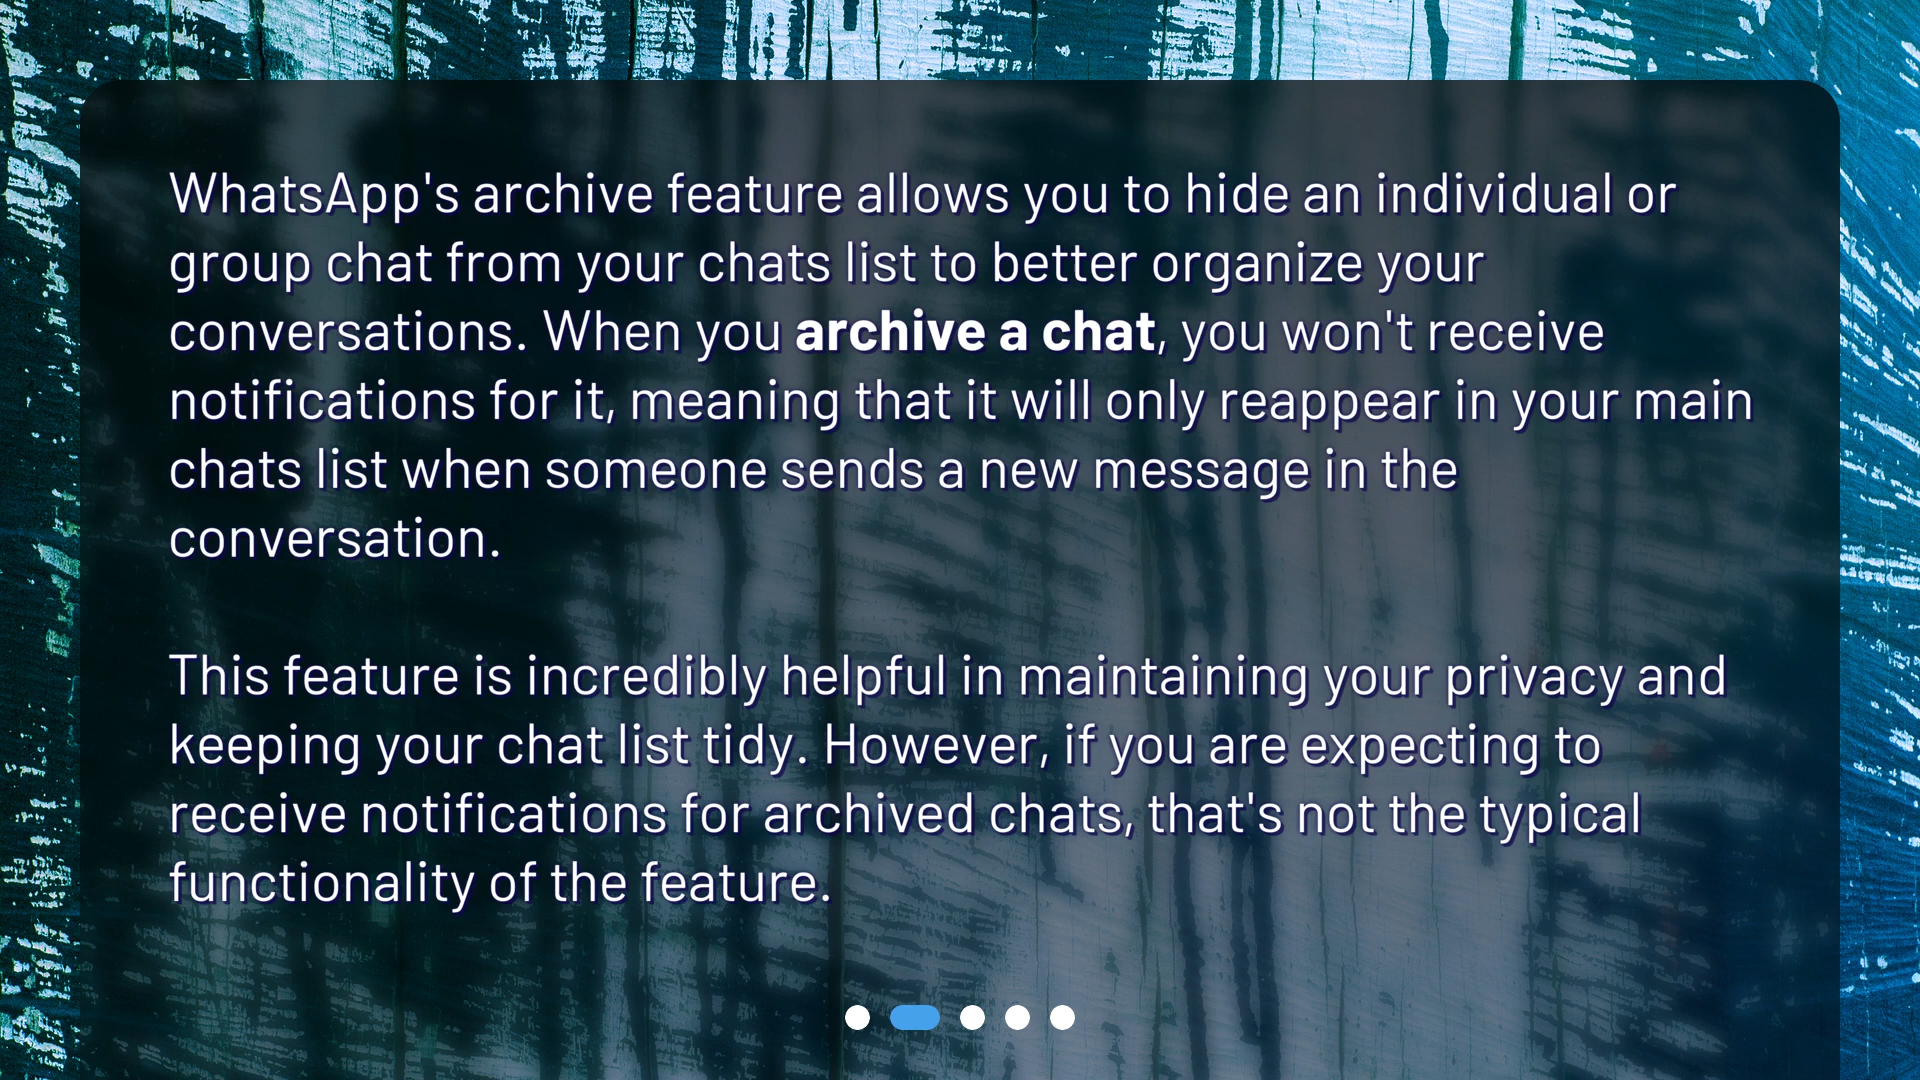 WhatsApp's archive feature allows you to hide an individual or
group chat from your chats list to better organize your
conversations. When you archive a chat, you won't receive
notifications for it, meaning that it will only reappear in your main
chats list when someone sends a new message in the
conversation.
This feature is incredibly helpful in maintaining your privacy and
keeping your chat list tidy. However, if you are expecting to
receive notifications for archived chats, that's not the typical
functionality of the feature.